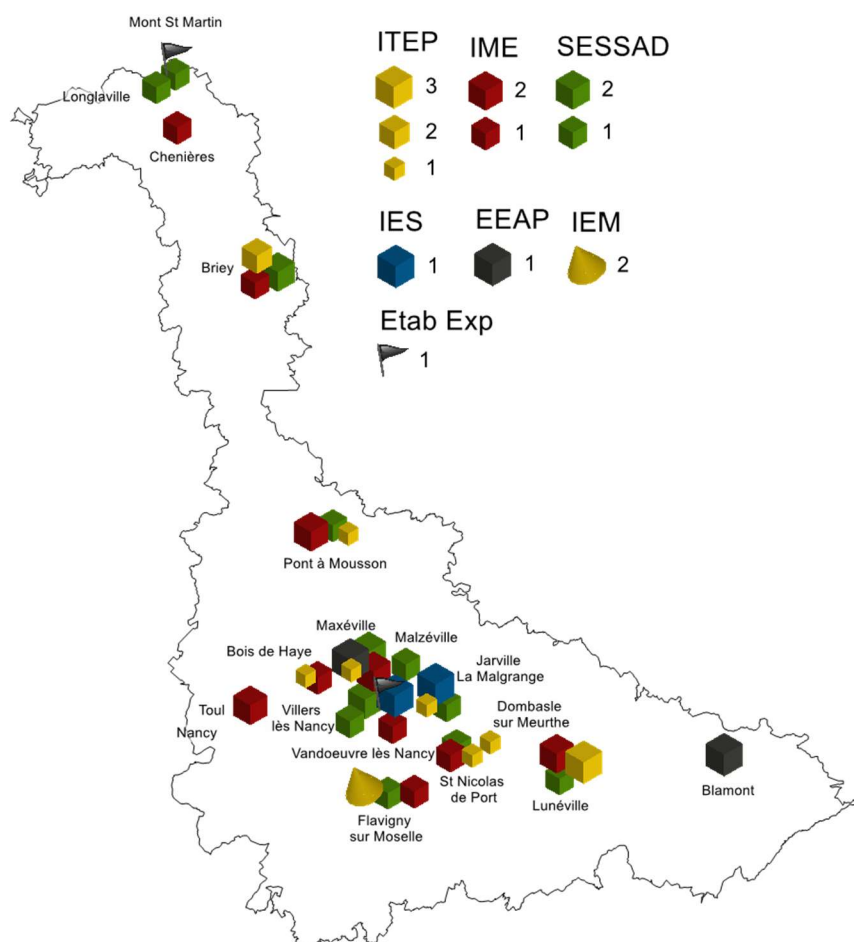 Mont St Martin
ITEP
IME
SESSAD
3
2
2
Longlaville
2
1
1
Chenières
1
IES
EEAP
IEM
Briey
1
1
2
Etab Exp
1
Pont à Mousson
Maxéville
Malzéville
Bois de Haye
Jarville
La Malgrange
Toul
Villers
lès Nancy
Dombasle
sur Meurthe
Nancy
Vandoeuvre lès Nancy
St Nicolas
de Port
Lunéville
Blamont
Flavigny
sur Moselle